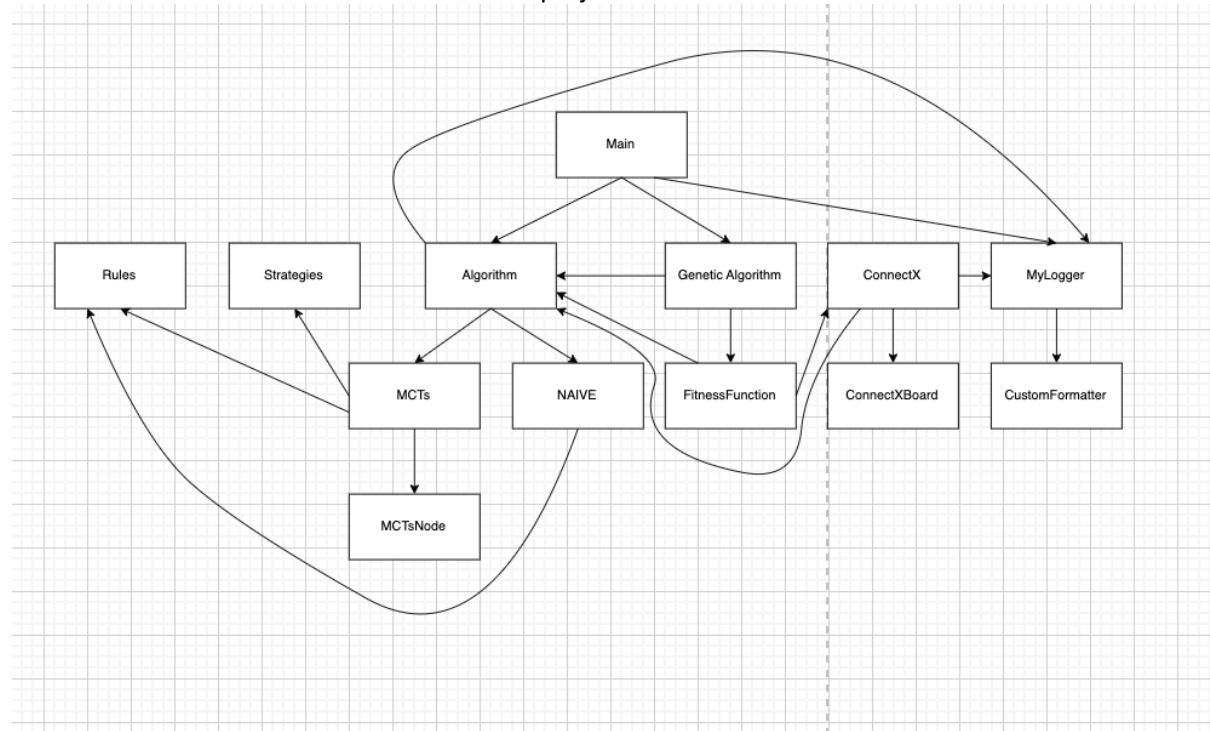 Main
Rules
Strategies
Algorithm
Genetic Algorithm
ConnectX
MyLogger
MCTs
NAIVE
FitnessFunction
ConnectXBoard
CustomFormatter
MCTsNode